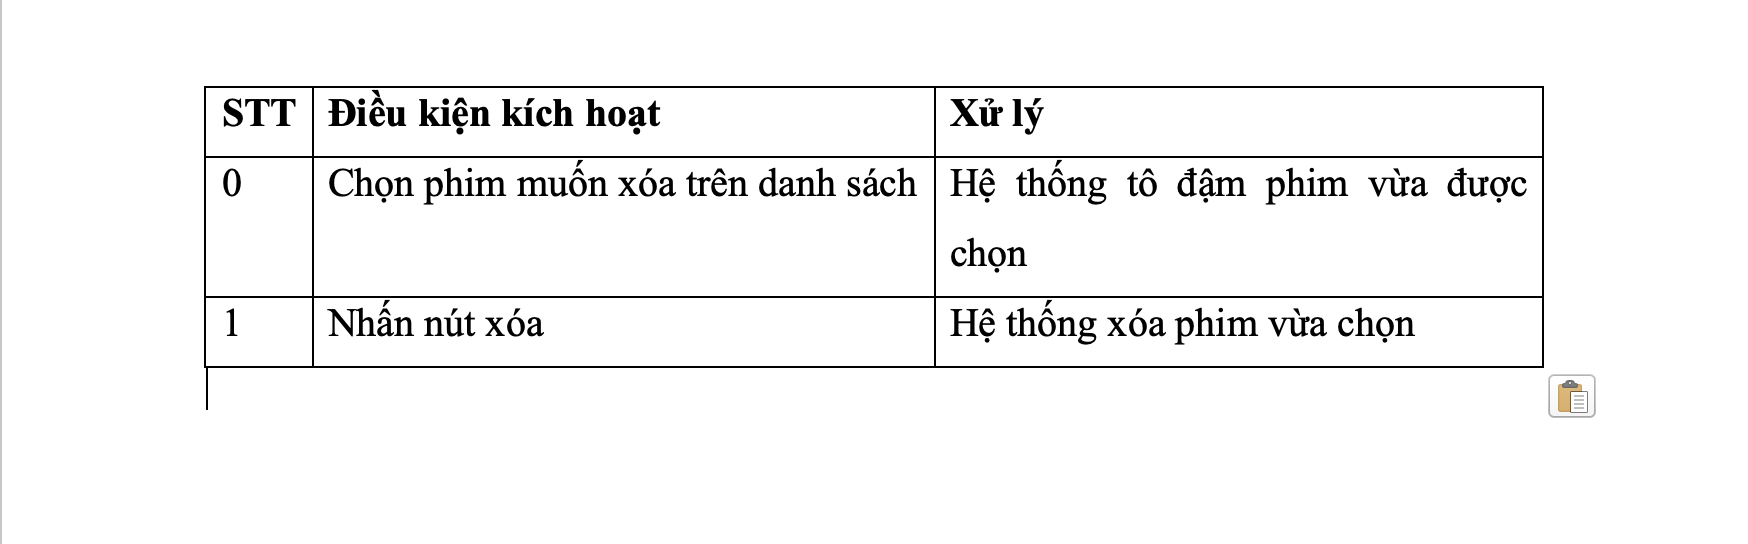 STT Điều kiện kích hoạt Xử lý
0 Chọn phim muốn xóa trên danh sách Hệ thống tô đậm phim vừa được
chọn
1 Nhấn nút xóa Hệ thống xóa phim vừa chọn